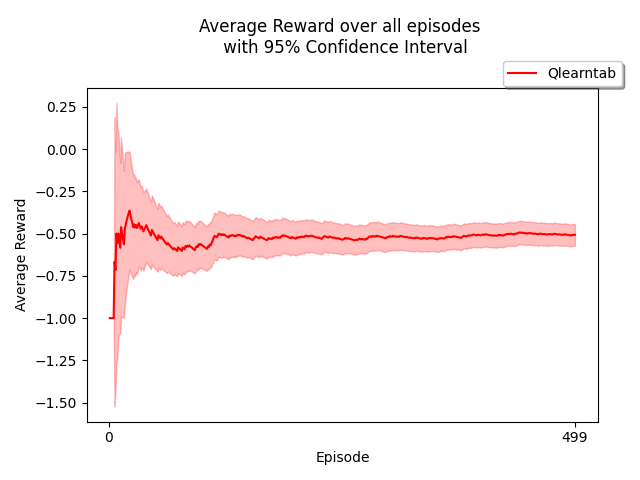 Average Reward over all episodes
with 95% Confidence Interval
Qlearntab
0.25
0.00
−0.25
−0.50
−0.75
−1.00
−1.25
−1.50
Average Reward
0
499
Episode